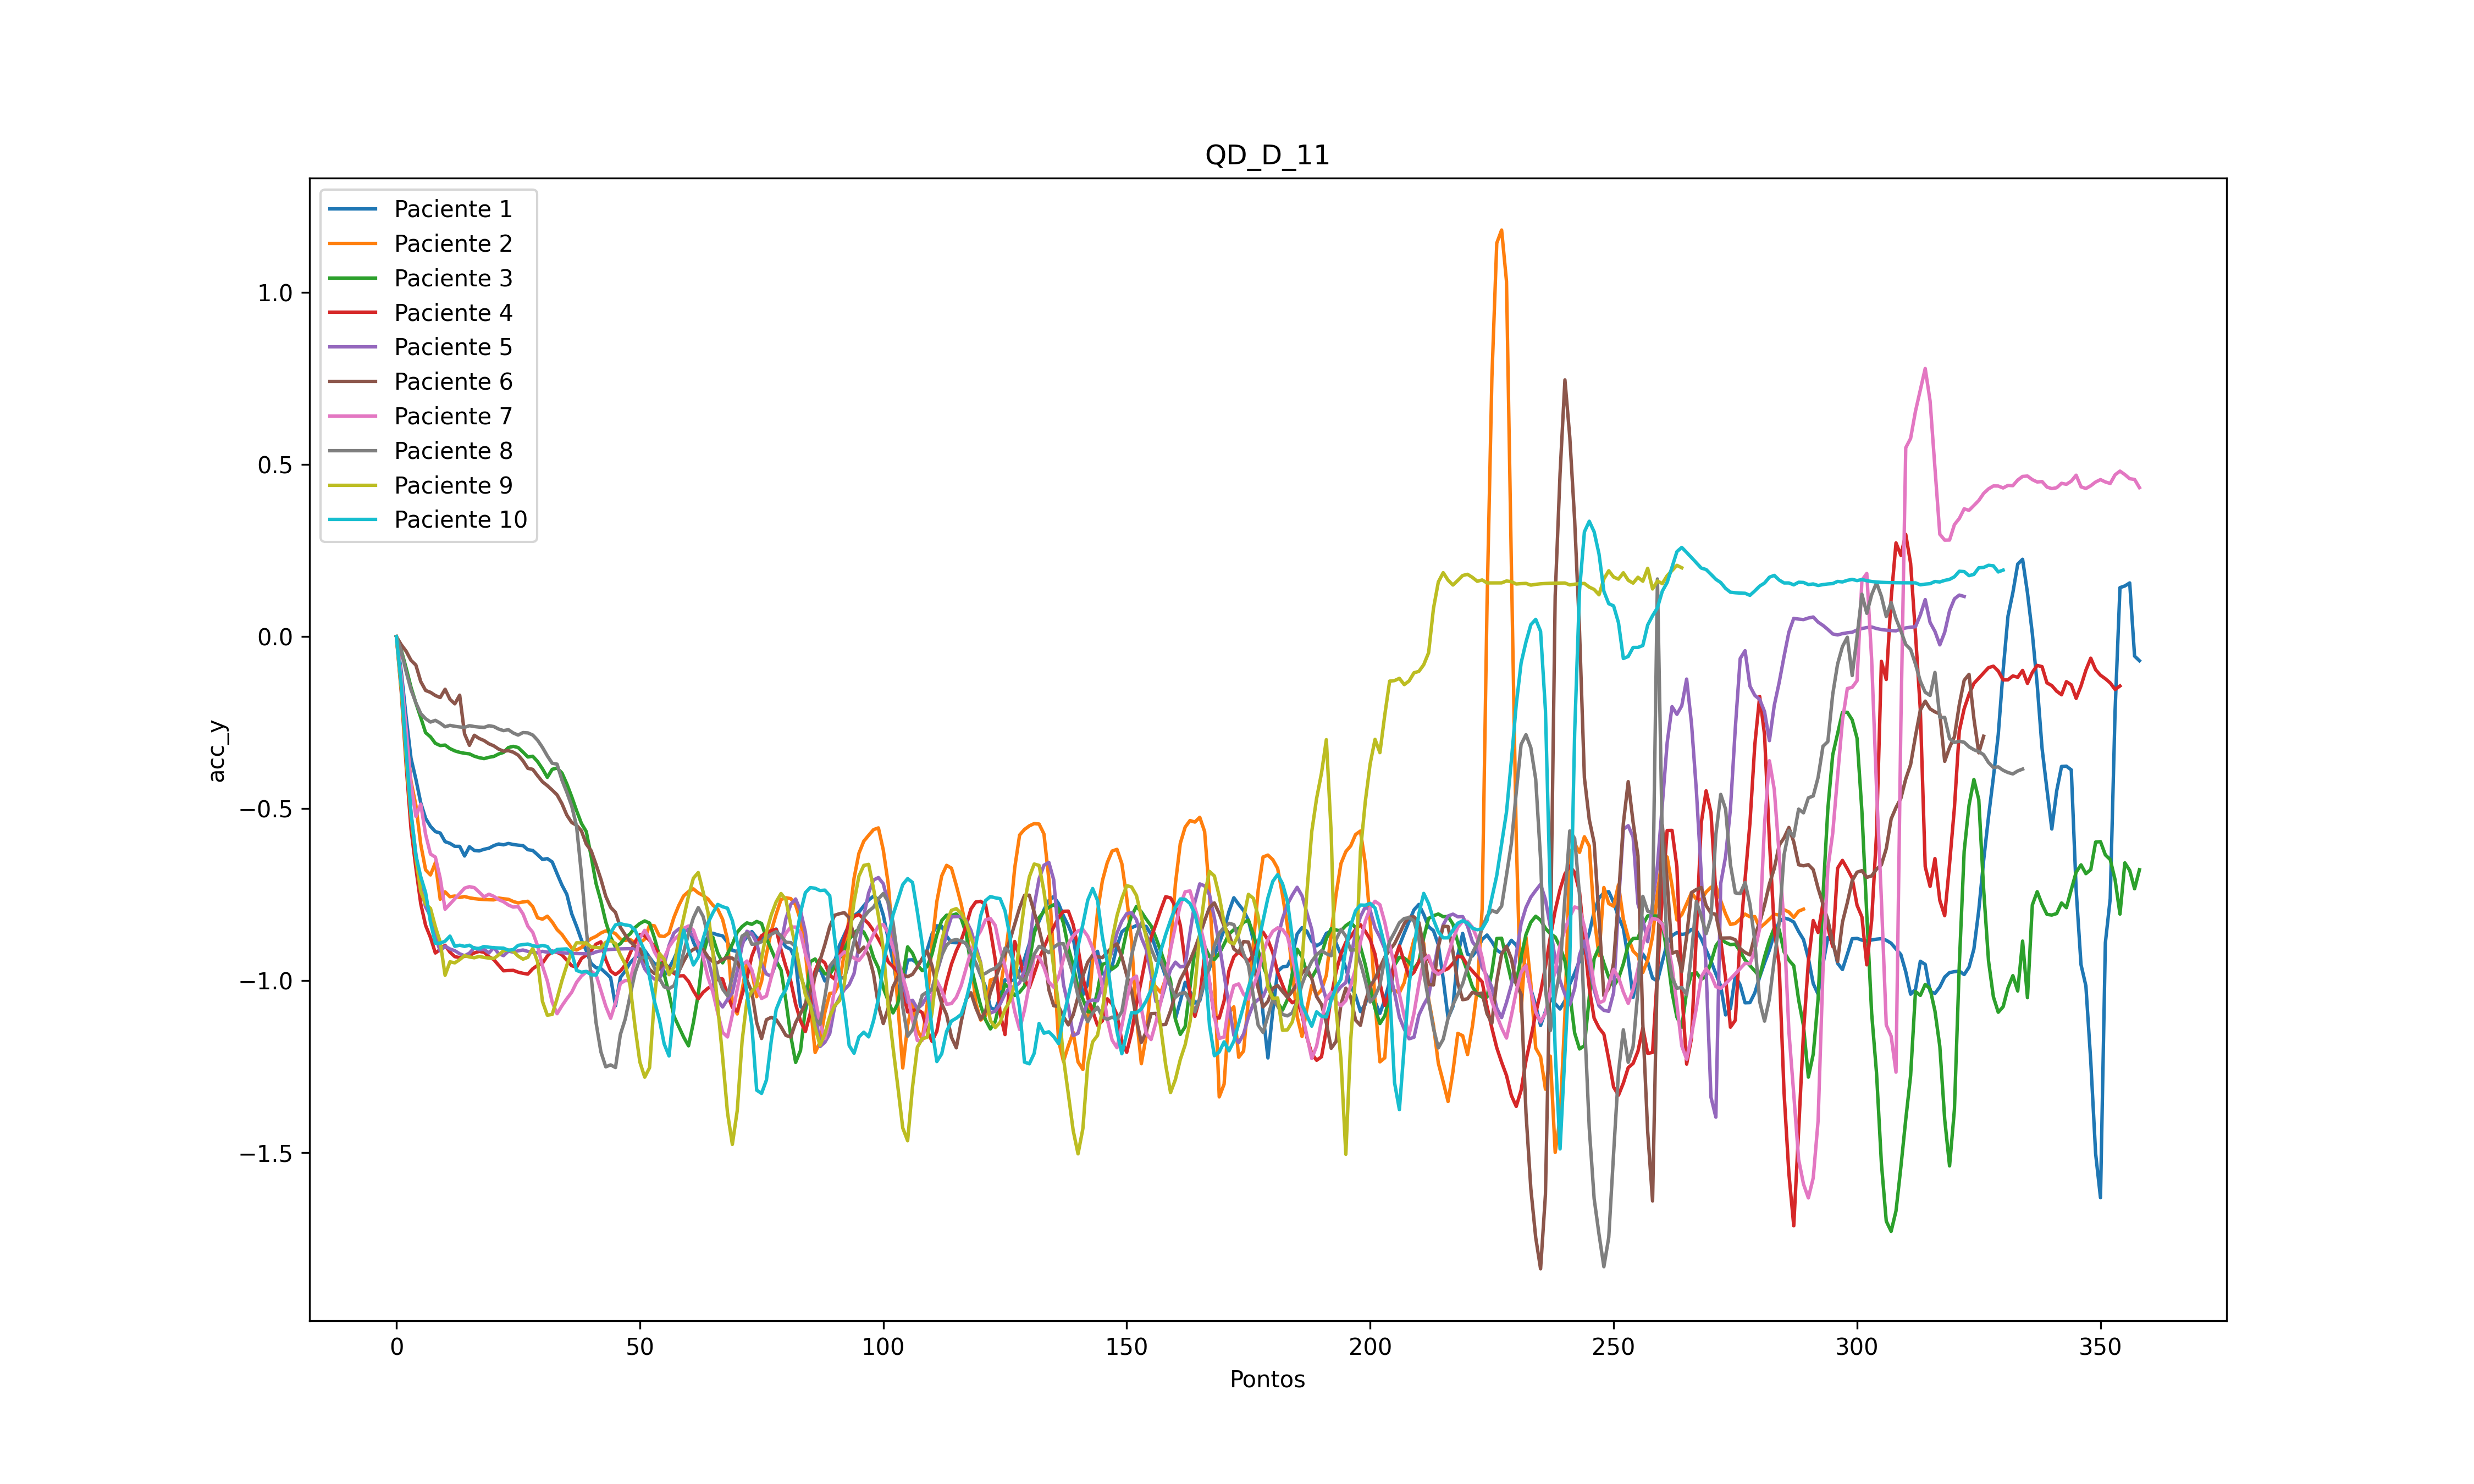 QD_D_11
Paciente 1
Paciente 2
Paciente 3
Paciente 4
Paciente 5
Paciente 6
Paciente 7
Paciente 8
Paciente 9
Paciente 10
acc_y
1.0
0.5
0.0
−0.5
−1.0
−1.5
0 50 100 150 200 250 300 350
Pontos